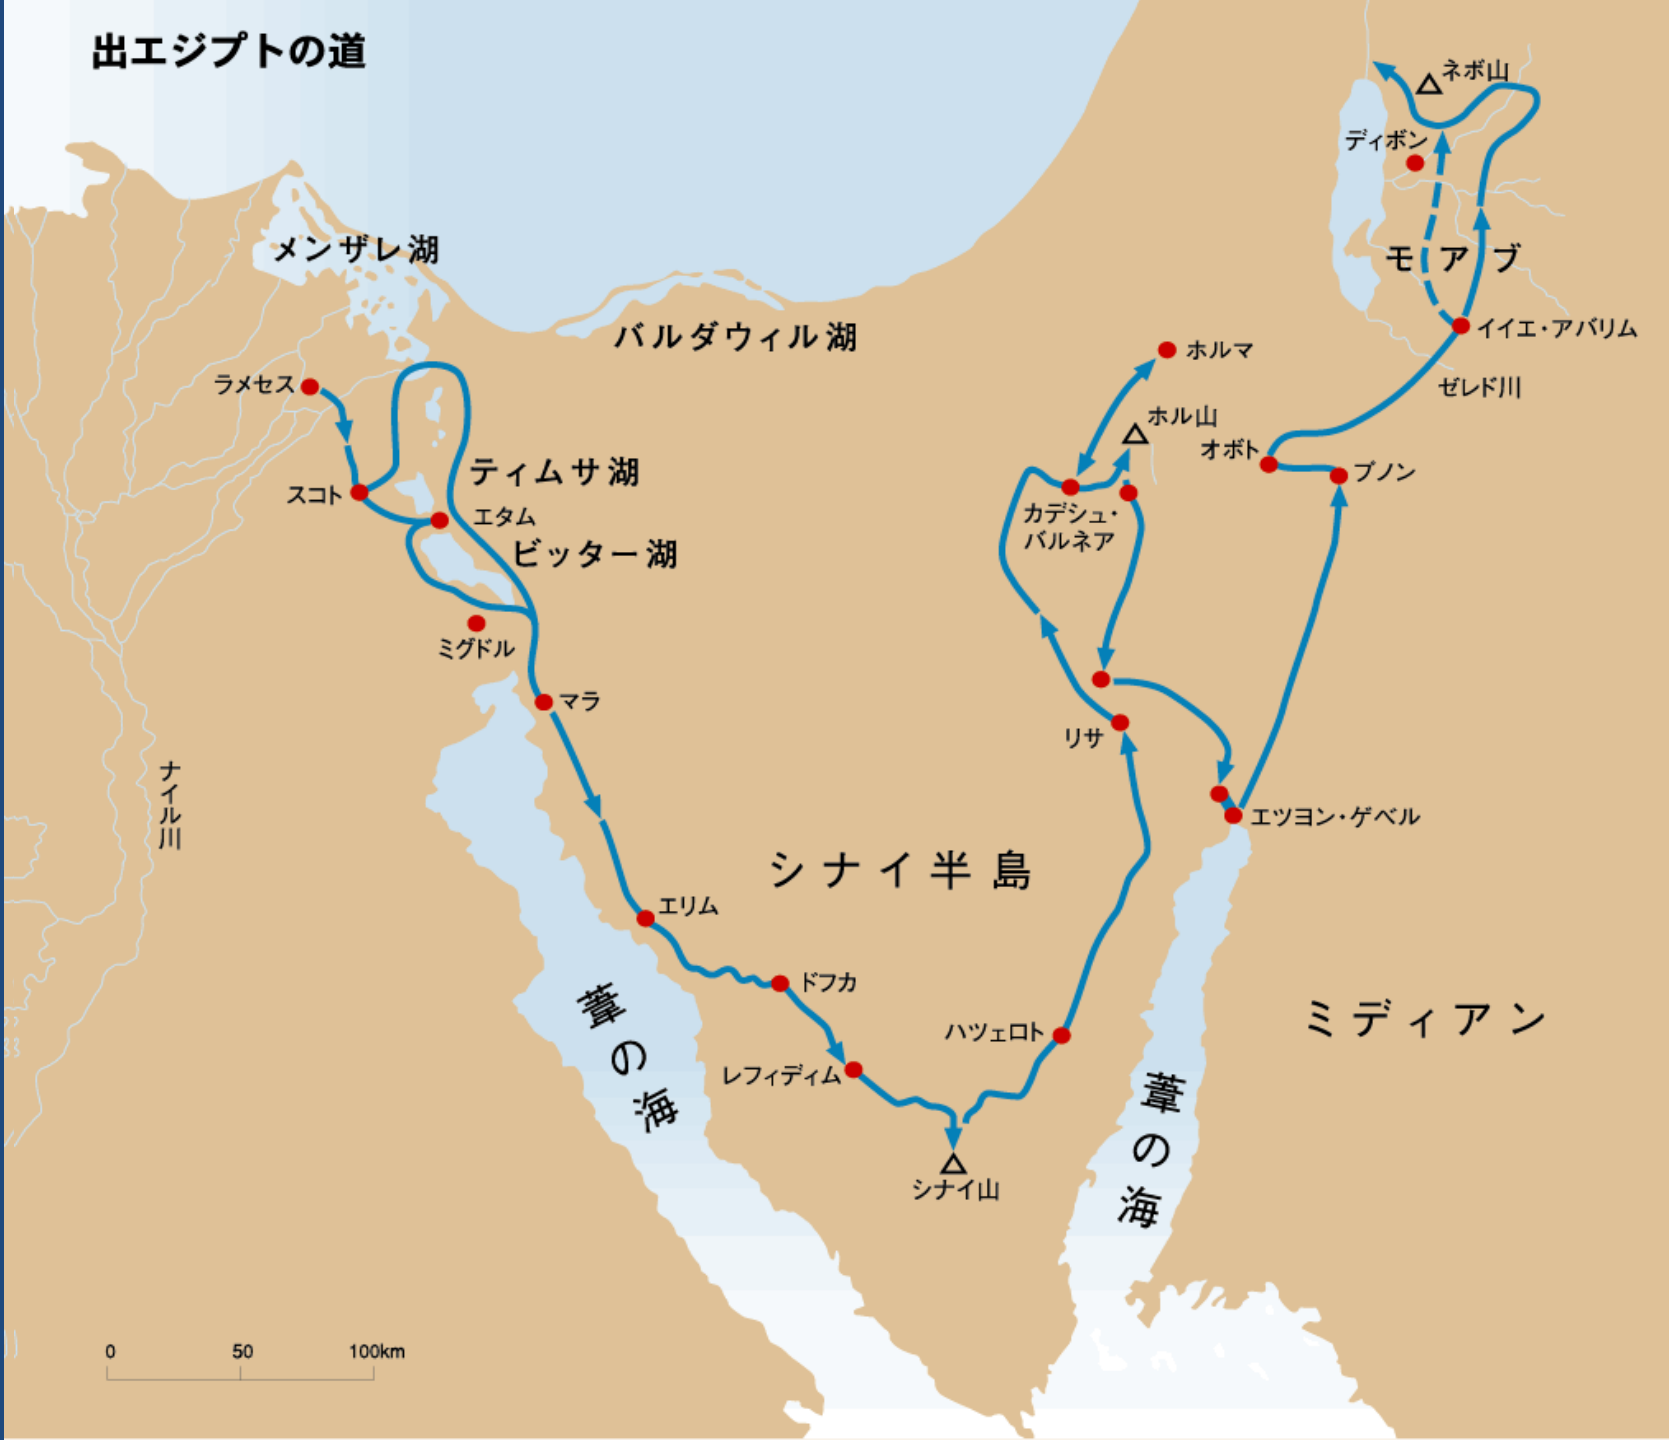 出エジプトの道
ネボ山
ディボン
メンザレ湖
モアブ
バルダウィル湖
イイエ・アバリム
ホルマ
ラメセス
ゼレド川
ホル山
オボト
プノン
ティムサ湖
スコト
エタム
カデシュ・
バルネア
ビッター湖
ミグドル
マラ
リサ
ナイル川
エツヨン・ゲベル
シナイ半島
エリム
ドフカ
葦の海
ミディアン
ハツェロト
レフィディム
葦の海
シナイ山
0 50 100km